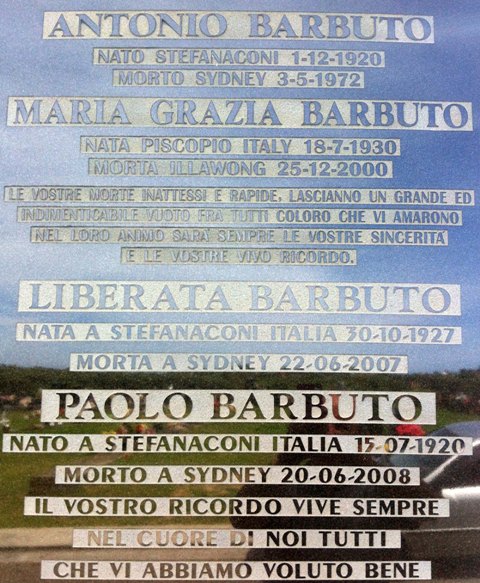 ANTONIO BARBUTO
NATO STEFANACONI 1-12-1920
MORTO SYDNEY 3-5-1972
MARIA GRAZIA BARBUTO
NATA PISCOPIO ITALY 18-7-1930
MORTA ILLAWONG 25-12-2000
LE VOSTRE MORTE INATTESSI E RAPIDE, LASCIANNO UN GRANDE ED
INDIMENTICABILE VUOTO FRA TUTTI COLORO CHE VI AMARONO
NEL LORO ANIMO SARÀ SEMPRE LE VOSTRE SINCERITÀ
E LE VOSTRE VIVO RICORDO.
LIBERATA BARBUTO
NATA A STEFANACONI ITALIA 30-10-1927
MORTA A SYDNEY 22-06-2007
PAOLO BARBUTO
NATO A STEFANACONI ITALIA 15-07-1920
MORTO A SYDNEY 20-06-2008
IL VOSTRO RICORDO VIVE SEMPRE
NEL CUORE DI NOI TUTTI
CHE VI ABBIAMO VOLUTO BENE